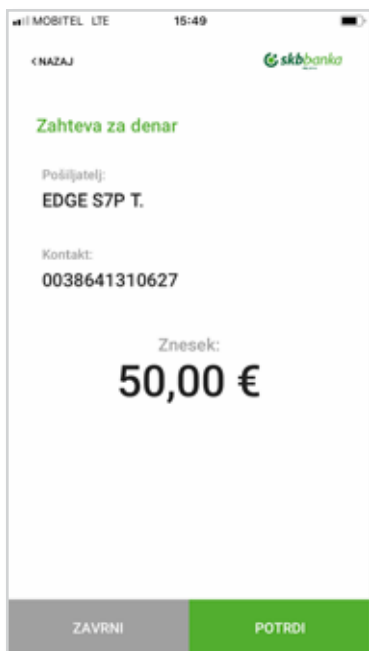 MOBITEL LTE 15:49
<NAZAJ skbbanka
Zahteva za denar
Pošiljatelj:
EDGE S7P T.
Kontakt:
0038641310627
Znesek:
50,00 €
ZAVRNI POTRDI